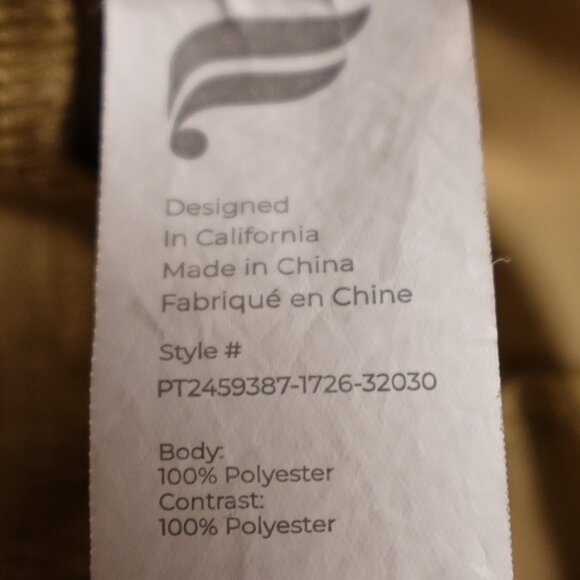 Designed
In California
Made in China
Fabriqué en Chine
Style #
PT2459387-1726-32030
Body:
100% Polyester
Contrast:
100% Polyester